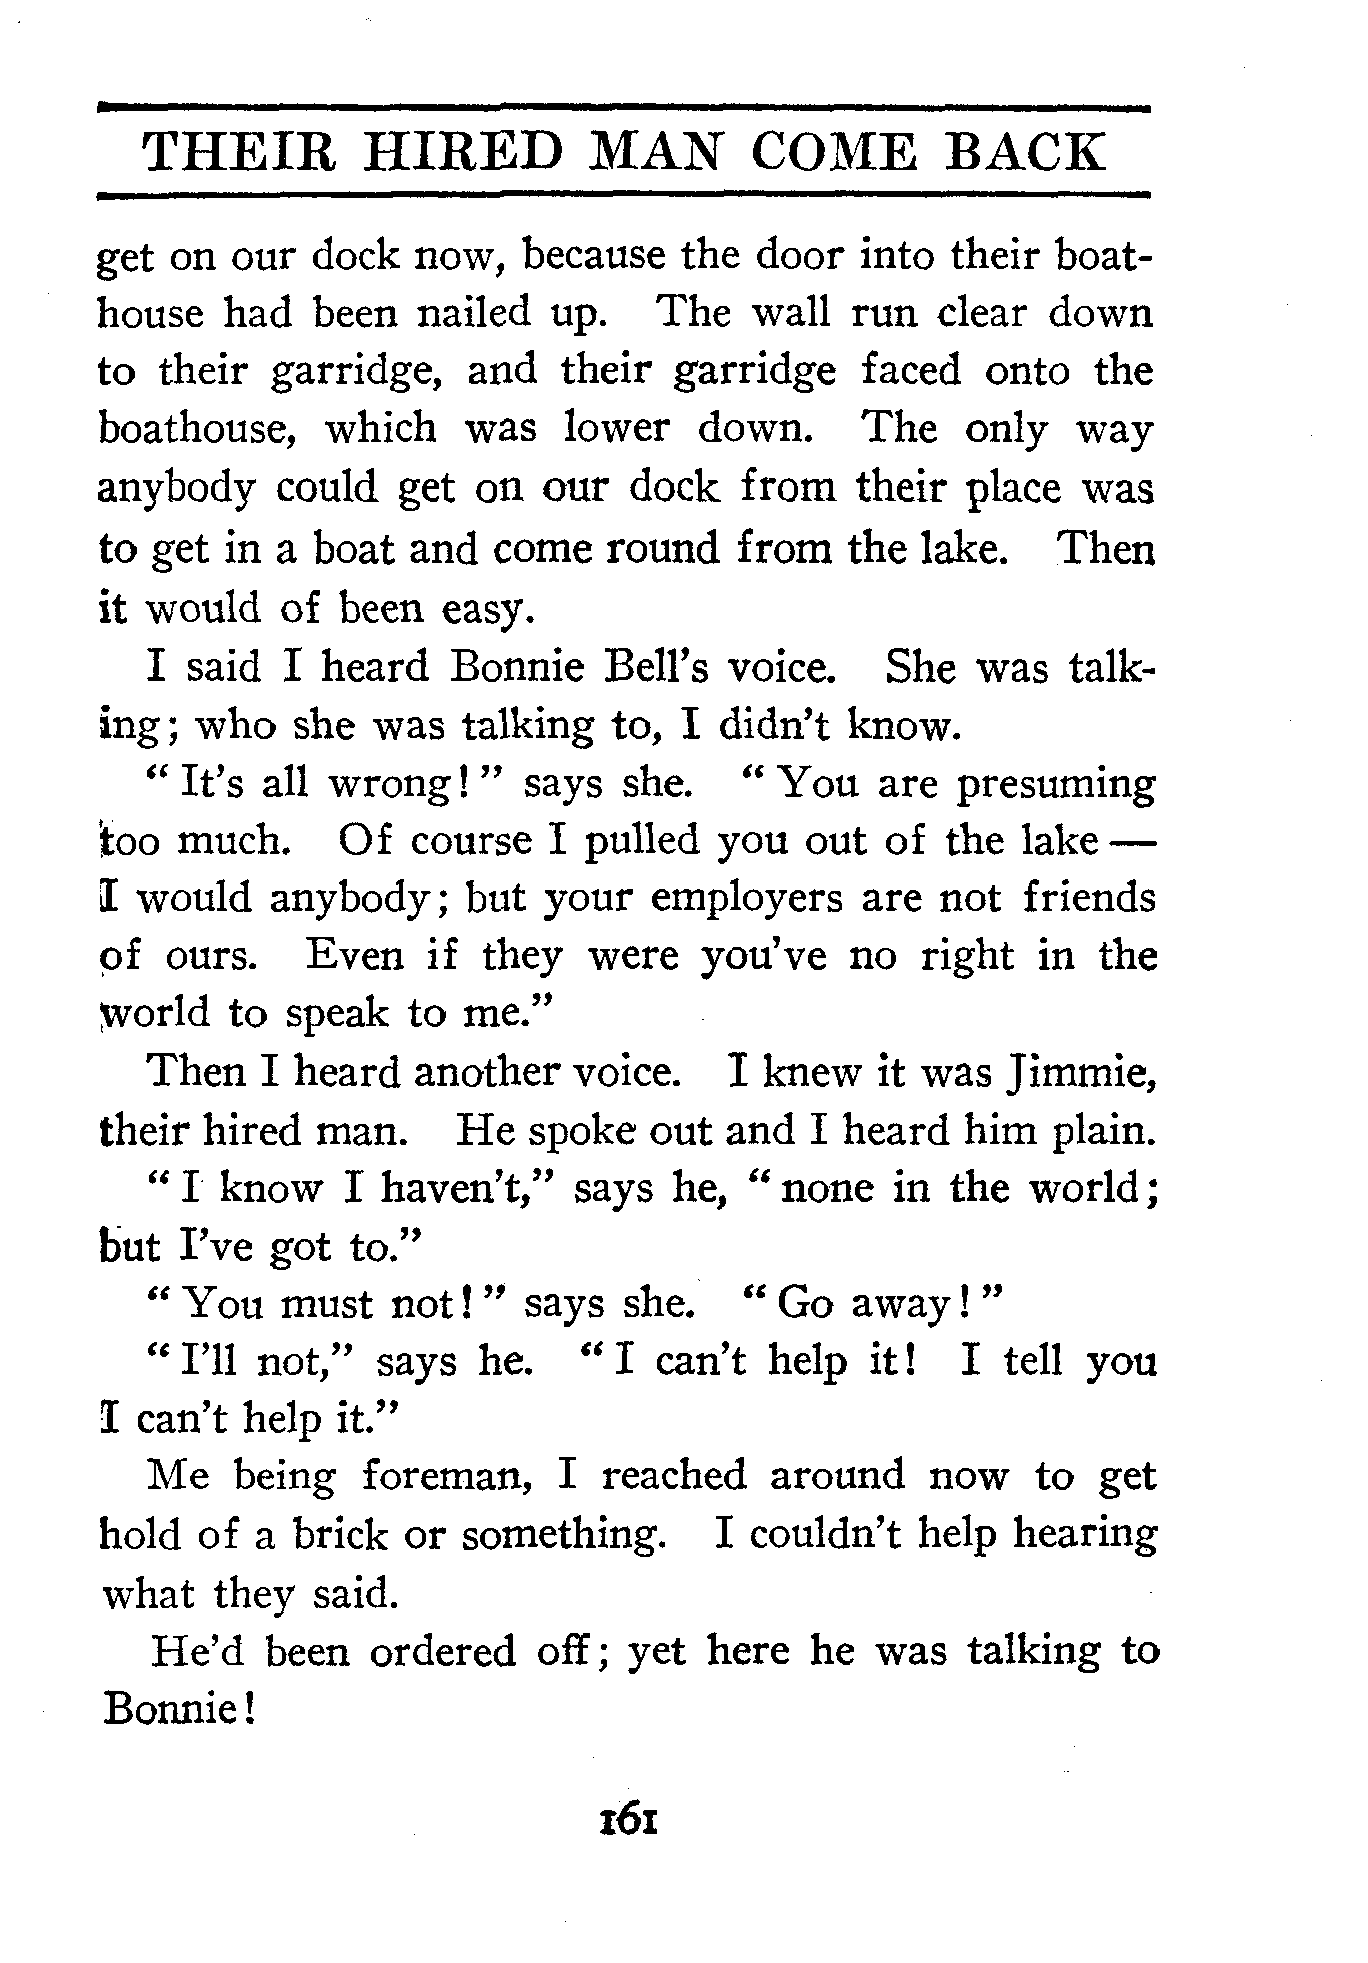 THEIR HIRED MAN COME BACK
get on our dock now, because the door into their boat-
house had been nailed up. The wall run clear down
to their garridge, and their garridge faced onto the
boathouse, which was lower down. The only way
anybody could get on our dock from their place was
to get in a boat and come round from the lake. Then
it would of been easy.
I said I heard Bonnie Bell's voice. She was talk-
ing; who she was talking to, I didn't know.
"It's all wrong!" says she. "You are presuming
too much. Of course I pulled you out of the lake —
I would anybody; but your employers are not friends
of ours. Even if they were you've no right in the
world to speak to me."
Then I heard another voice. I knew it was Jimmie,
their hired man. He spoke out and I heard him plain.
"I know I haven't," says he, "none in the world;
but I've got to."
"You must not!" says she. "Go away!"
"I'll not," says he. "I can't help it! I tell you
I can't help it."
Me being foreman, I reached around now to get
hold of a brick or something. I couldn't help hearing
what they said.
He'd been ordered off; yet here he was talking to
Bonnie!
161